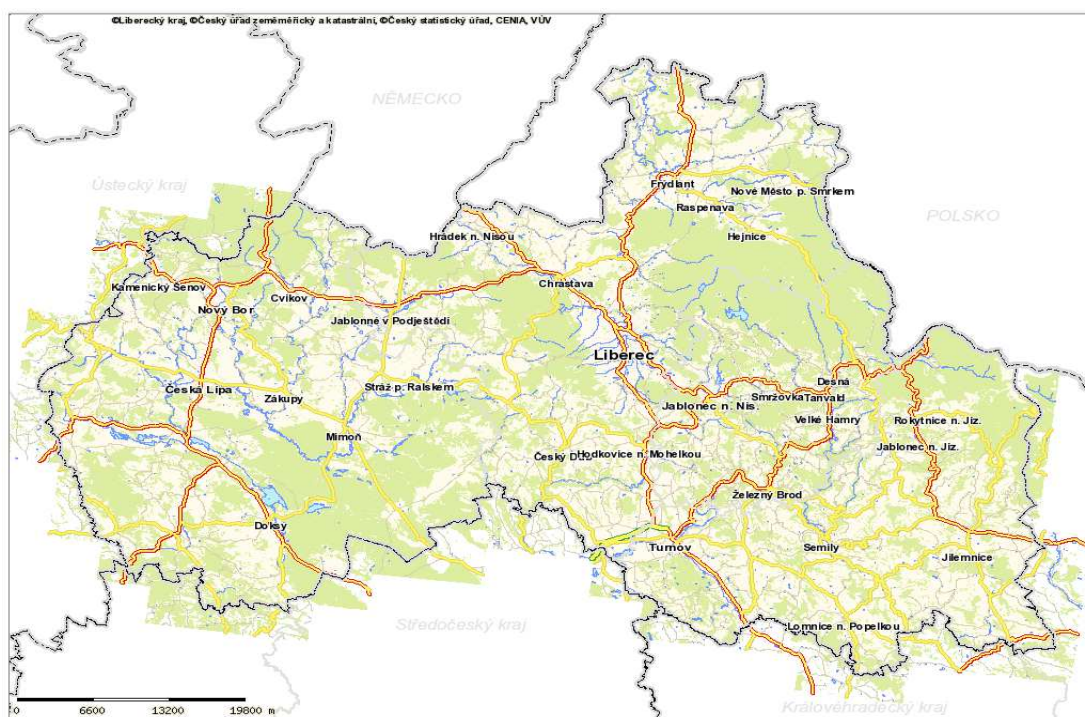 ©Liberecký kraj, ©Český úřad zeměměřický a katastrální, ©Český statistický úřad, CENIA, VÚV
NĚMECKO
Ústecký kraj
Frýdlant
Nové Město p. Smrkem
Raspenava
POLSKO
Hrádek n. Nisou
Hejnice
Kamenický Šenov
Chrastava
Cvikov
Nový Bor
Jablonné v Podještědí
Liberec
Desná
Česká Lípa
Stráž p. Ralskem
Zákupy
Smržovka
Tanvald
Jablonec n. Nis.
Velké Hamry
Rokytnice n. Jiz.
Mimoň
Jablonec n. Jiz.
Český
Hodkovice n. Mohelkou
Železný Brod
Doksy
Turnov
Semily
Jilemnice
Středočeský kraj
Lomnice n. Popelkou
0 6600 13200 19800 m
Královéhradecký kraj